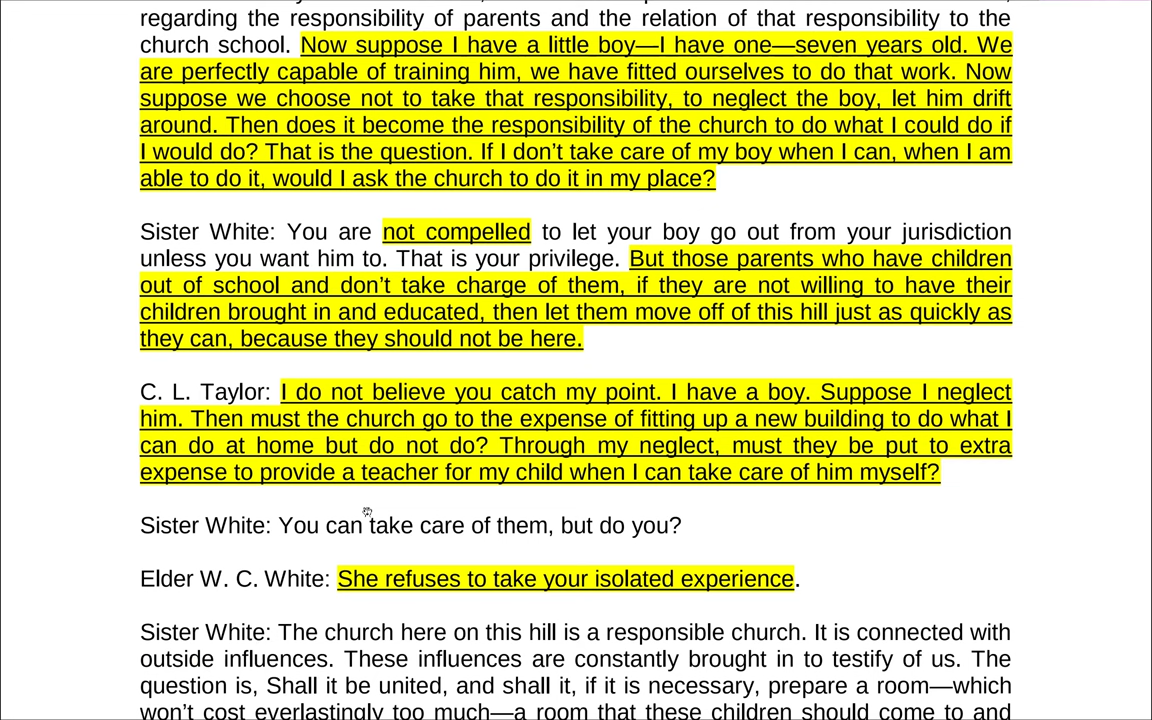 regarding the responsibility of parents and the relation of that responsibility to the
church school. Now suppose I have a little boy—I have one—seven years old. We
are perfectly capable of training him, we have fitted ourselves to do that work. Now
suppose we choose not to take that responsibility, to neglect the boy, let him drift
around. Then does it become the responsibility of the church to do what I could do if
I would do? That is the question. If I don’t take care of my boy when I can, when I am
able to do it, would I ask the church to do it in my place?
Sister White: You are not compelled to let your boy go out from your jurisdiction
unless you want him to. That is your privilege. But those parents who have children
out of school and don’t take charge of them, if they are not willing to have their
children brought in and educated, then let them move off of this hill just as quickly as
they can, because they should not be here.
C. L. Taylor: I do not believe you catch my point. I have a boy. Suppose I neglect
him. Then must the church go to the expense of fitting up a new building to do what I
can do at home but do not do? Through my neglect, must they be put to extra
expense to provide a teacher for my child when I can take care of him myself?
Sister White: You can take care of them, but do you?
Elder W. C. White: She refuses to take your isolated experience.
Sister White: The church here on this hill is a responsible church. It is connected with
outside influences. These influences are constantly brought in to testify of us. The
question is, Shall it be united, and shall it, if it is necessary, prepare a room—which
won’t cost everlastingly too much—a room that these children should come to and